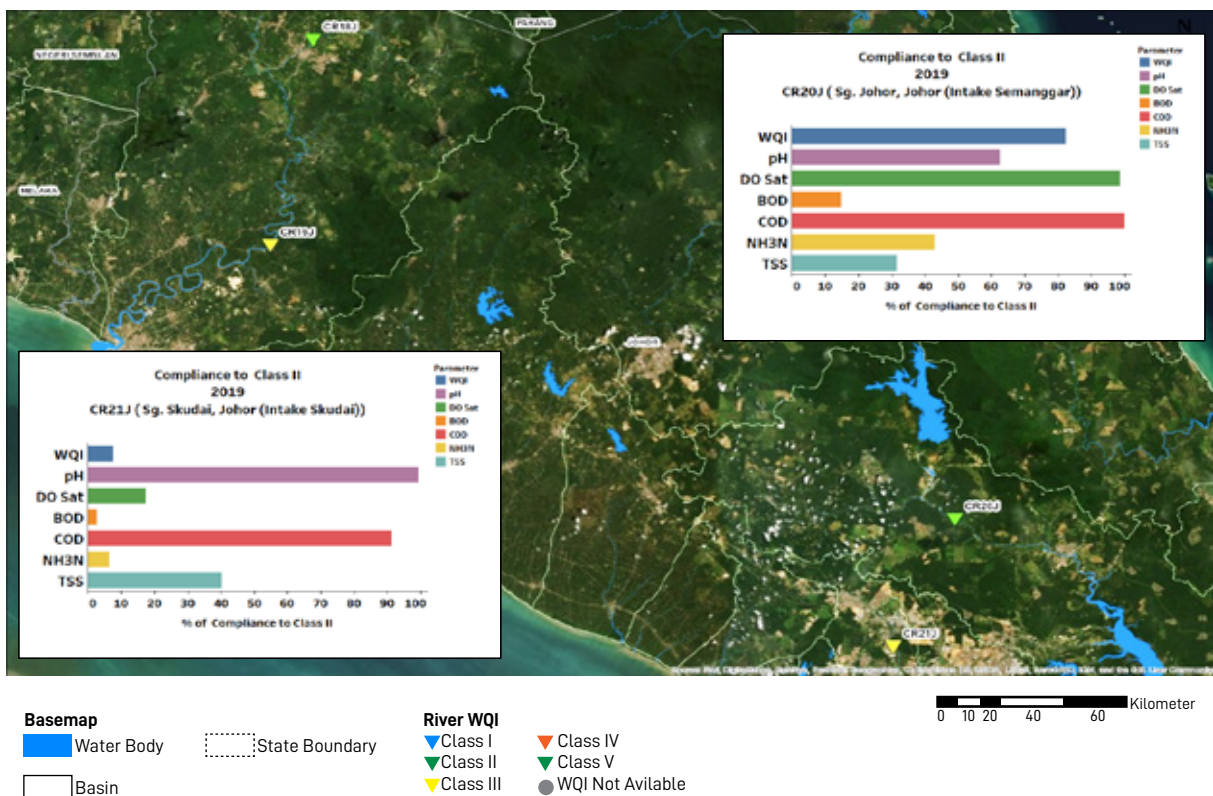 CR18J
PAHANG
N
NEGERI SEMBILAN
MELAKA
CR19J
JOHOR
CR20J
CR21J
Compliance to Class II
2019
CR20J ( Sg. Johor, Johor (Intake Semanggar))
Parameter
WQI
pH
DO Sat
BOD
COD
NH3N
TSS
WQI
pH
DO Sat
BOD
COD
NH3N
TSS
0 10 20 30 40 50 60 70 80 90 100
% of Compliance to Class II
Compliance to Class II
2019
CR21J ( Sg. Skudai, Johor (Intake Skudai))
Parameter
WQI
pH
DO Sat
BOD
COD
NH3N
TSS
WQI
pH
DO Sat
BOD
COD
NH3N
TSS
0 10 20 30 40 50 60 70 80 90 100
% of Compliance to Class II
0 10 20 40 60 Kilometer
Basemap
Water Body
State Boundary
Basin
River WQI
Class I
Class II
Class III
Class IV
Class V
WQI Not Avilable